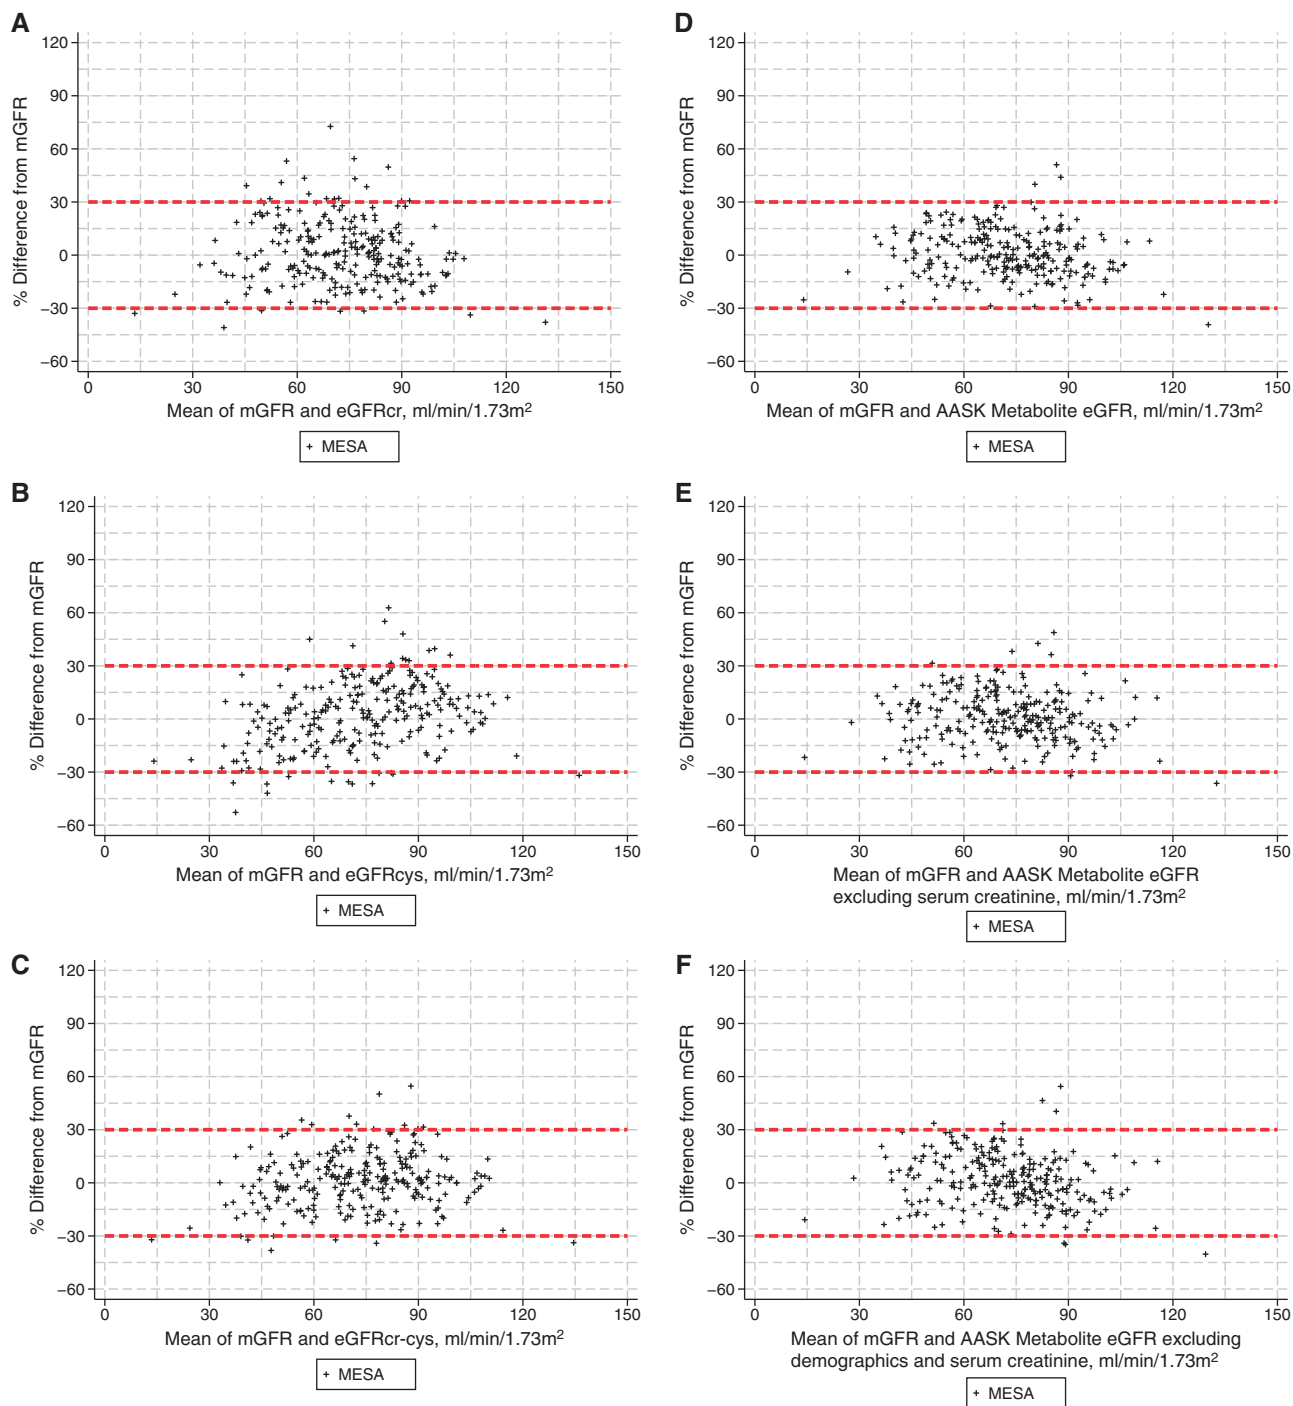 A
% Difference from mGFR
120
90
60
30
0
−30
−60
0 30 60 90 120 150
Mean of mGFR and eGFRcr, ml/min/1.73m2
+ MESA
D
% Difference from mGFR
120
90
60
30
0
−30
−60
0 30 60 90 120 150
Mean of mGFR and AASK Metabolite eGFR, ml/min/1.73m2
+ MESA
B
% Difference from mGFR
120
90
60
30
0
−30
−60
0 30 60 90 120 150
Mean of mGFR and eGFRcys, ml/min/1.73m2
+ MESA
E
% Difference from mGFR
120
90
60
30
0
−30
−60
0 30 60 90 120 150
Mean of mGFR and AASK Metabolite eGFR
excluding serum creatinine, ml/min/1.73m2
+ MESA
C
% Difference from mGFR
120
90
60
30
0
−30
−60
0 30 60 90 120 150
Mean of mGFR and eGFRcr-cys, ml/min/1.73m2
+ MESA
F
% Difference from mGFR
120
90
60
30
0
−30
−60
0 30 60 90 120 150
Mean of mGFR and AASK Metabolite eGFR excluding
demographics and serum creatinine, ml/min/1.73m2
+ MESA